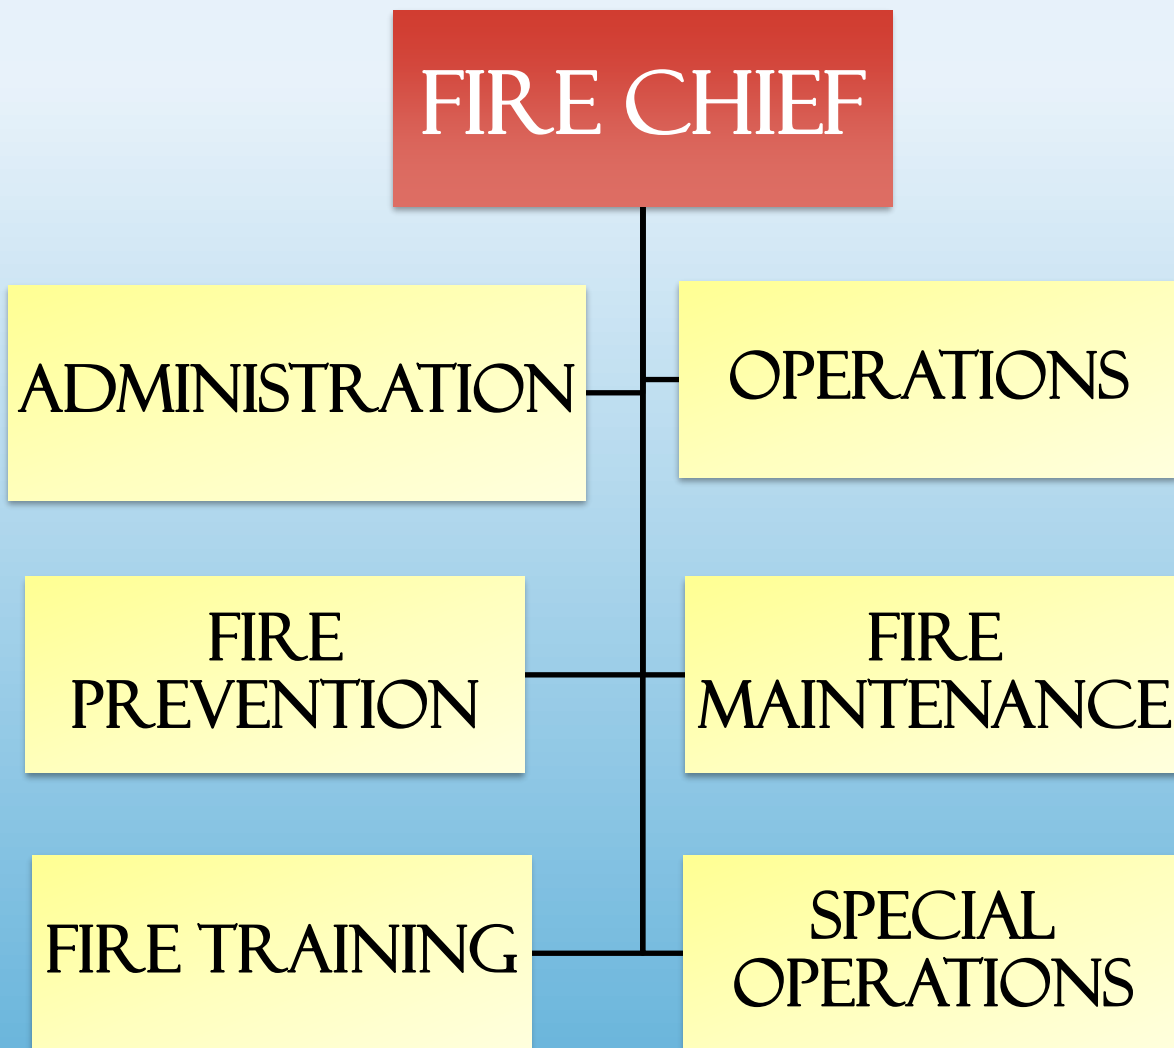 FIRE CHIEF
ADMINISTRATION
OPERATIONS
FIRE
PREVENTION
FIRE
MAINTENANCE
FIRE TRAINING
SPECIAL
OPERATIONS